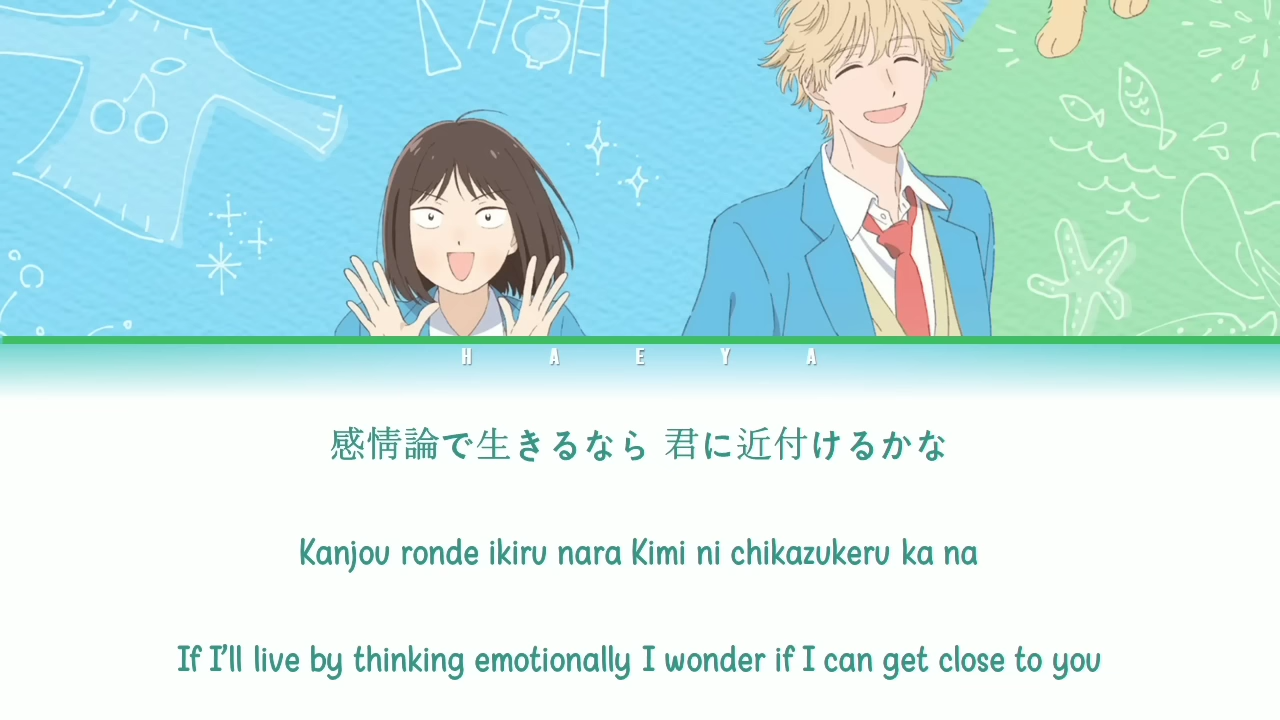 HAEYA
感情論で生きるなら 君に近付けるかな
Kanjou ronde ikiru nara Kimi ni chikazukeru ka na
If I'll live by thinking emotionally I wonder if I can get close to you